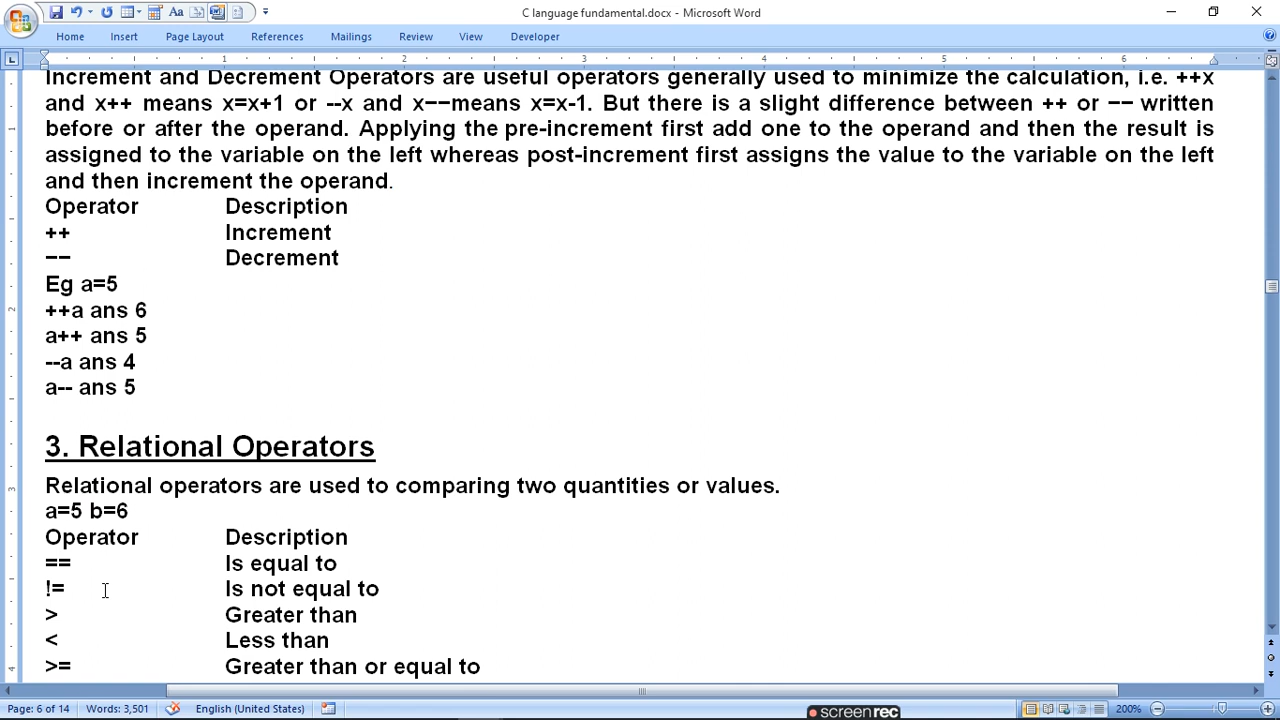 C language fundamental.docx - Microsoft Word
Home Insert Page Layout References Mailings Review View Developer
1 2 3 4 5 6
Increment and Decrement Operators are useful operators generally used to minimize the calculation, i.e. ++x
and x++ means x=x+1 or --x and x−−means x=x-1. But there is a slight difference between ++ or −− written
before or after the operand. Applying the pre-increment first add one to the operand and then the result is
assigned to the variable on the left whereas post-increment first assigns the value to the variable on the left
and then increment the operand.
Operator Description
++ Increment
−− Decrement
Eg a=5
++a ans 6
a++ ans 5
--a ans 4
a-- ans 5
3. Relational Operators
Relational operators are used to comparing two quantities or values.
a=5 b=6
Operator Description
== Is equal to
!= Is not equal to
> Greater than
< Less than
>= Greater than or equal to
Page: 6 of 14 Words: 3,501 English (United States) 200%
screenrec